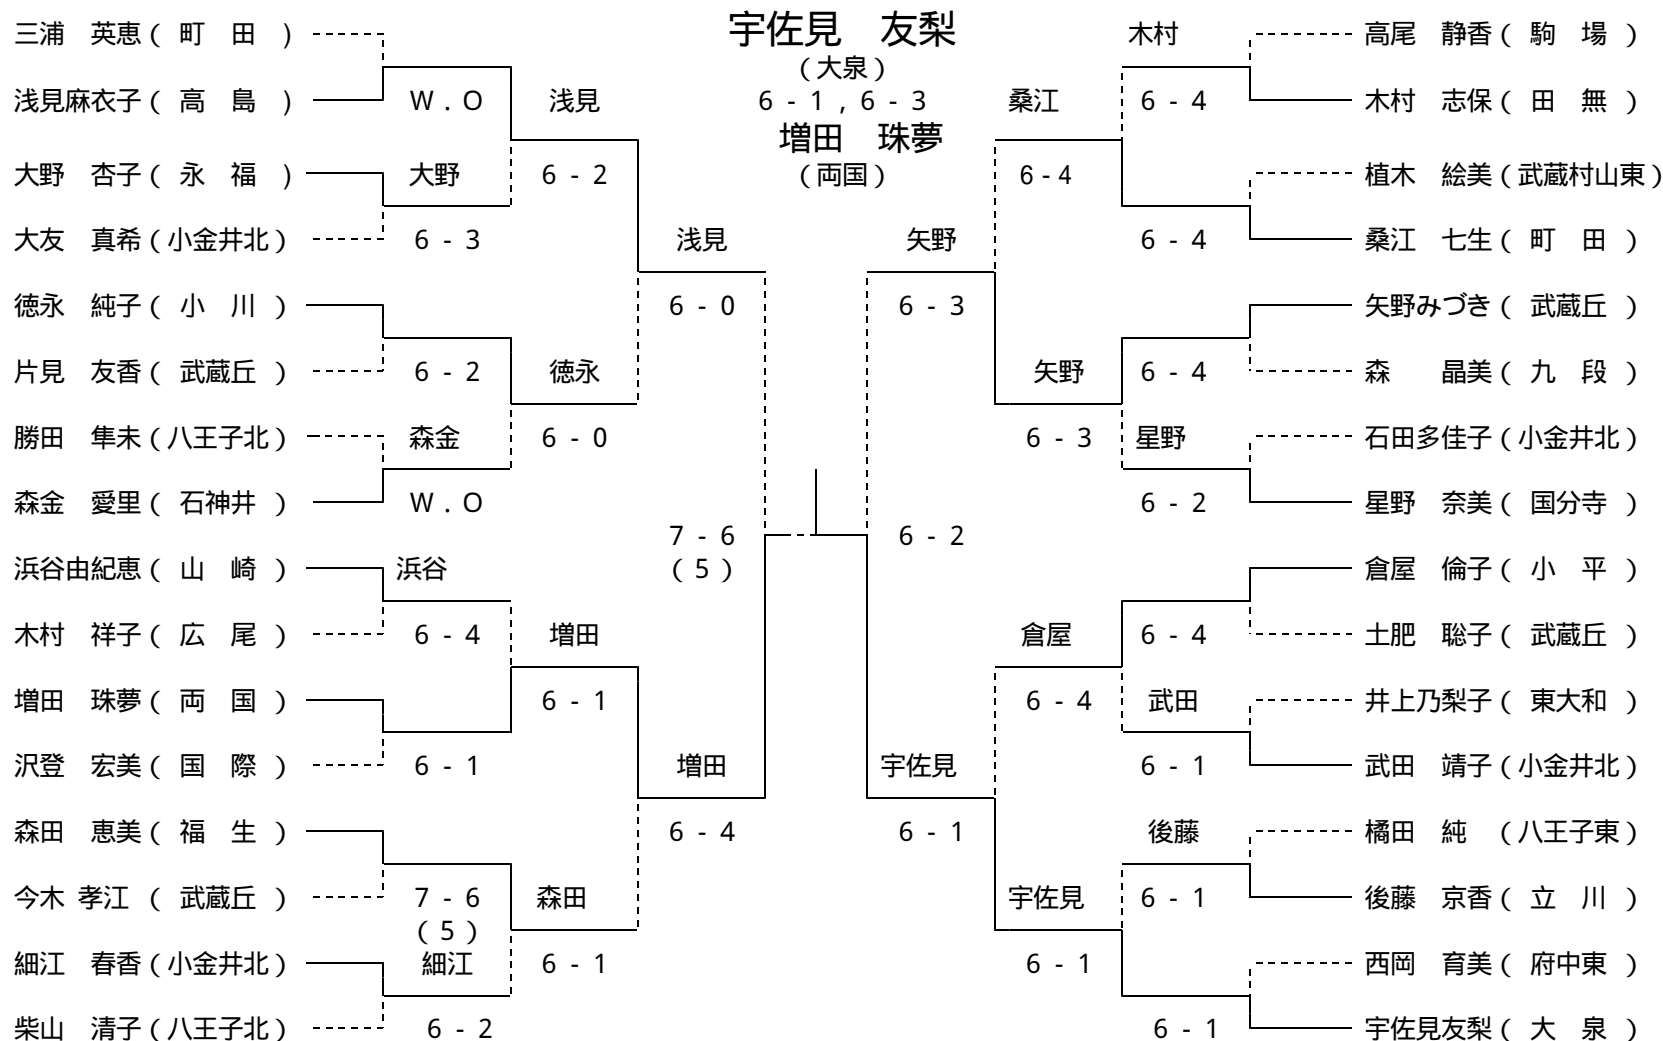 宇佐見　友梨
(大泉)
6 - 1 , 6 - 3
増田　珠夢
(両国)
三浦　英恵 ( 町　田 )
浅見麻衣子 ( 高　島 )
W . O
浅見
大野　杏子 ( 永　福 )
大野
6 - 2
大友　真希 (小金井北)
6 - 3
浅見
徳永　純子 ( 小　川 )
6 - 0
片見　友香 ( 武蔵丘 )
6 - 2
徳永
勝田　隼未 (八王子北)
森金
6 - 0
森金　愛里 ( 石神井 )
W . O
7 - 6
( 5 )
浜谷由紀恵 ( 山　崎 )
浜谷
木村　祥子 ( 広　尾 )
6 - 4
増田
増田　珠夢 ( 両　国 )
6 - 1
沢登　宏美 ( 国　際 )
6 - 1
増田
森田　恵美 ( 福　生 )
6 - 4
今木 孝江 ( 武蔵丘 )
7 - 6
( 5 )
森田
細江　春香 (小金井北)
細江
6 - 1
柴山　清子 (八王子北)
6 - 2
木村
高尾　静香 ( 駒　場 )
桑江
6 - 4
木村　志保 ( 田　無 )
6 - 4
植木　絵美 (武蔵村山東)
矢野
6 - 4
桑江　七生 ( 町　田 )
6 - 3
矢野みづき ( 武蔵丘 )
矢野
6 - 4
森　　晶美 ( 九　段 )
6 - 3
星野
石田多佳子 (小金井北)
6 - 2
星野　奈美 ( 国分寺 )
6 - 2
倉屋　倫子 ( 小　平 )
倉屋
6 - 4
土肥　聡子 ( 武蔵丘 )
6 - 4
武田
井上乃梨子 ( 東大和 )
宇佐見
6 - 1
武田　靖子 (小金井北)
6 - 1
後藤
橘田　純 (八王子東)
宇佐見
6 - 1
後藤　京香 ( 立　川 )
6 - 1
西岡　育美 ( 府中東 )
6 - 1
宇佐見友梨 ( 大　泉 )